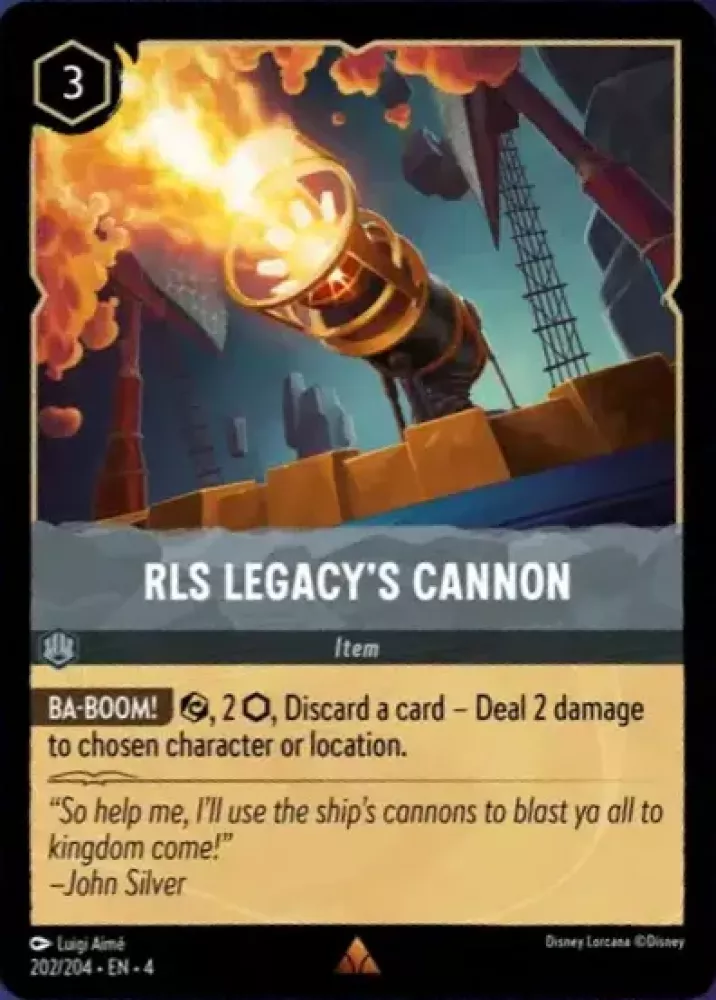 3
RLS LEGACY'S CANNON
Item
BA-BOOM! , 2 , Discard a card – Deal 2 damage
to chosen character or location.
"So help me, I'll use the ship's cannons to blast ya all to
kingdom come!"
–John Silver
Luigi Aimé
Disney Lorcana ©Disney
202/204 • EN • 4